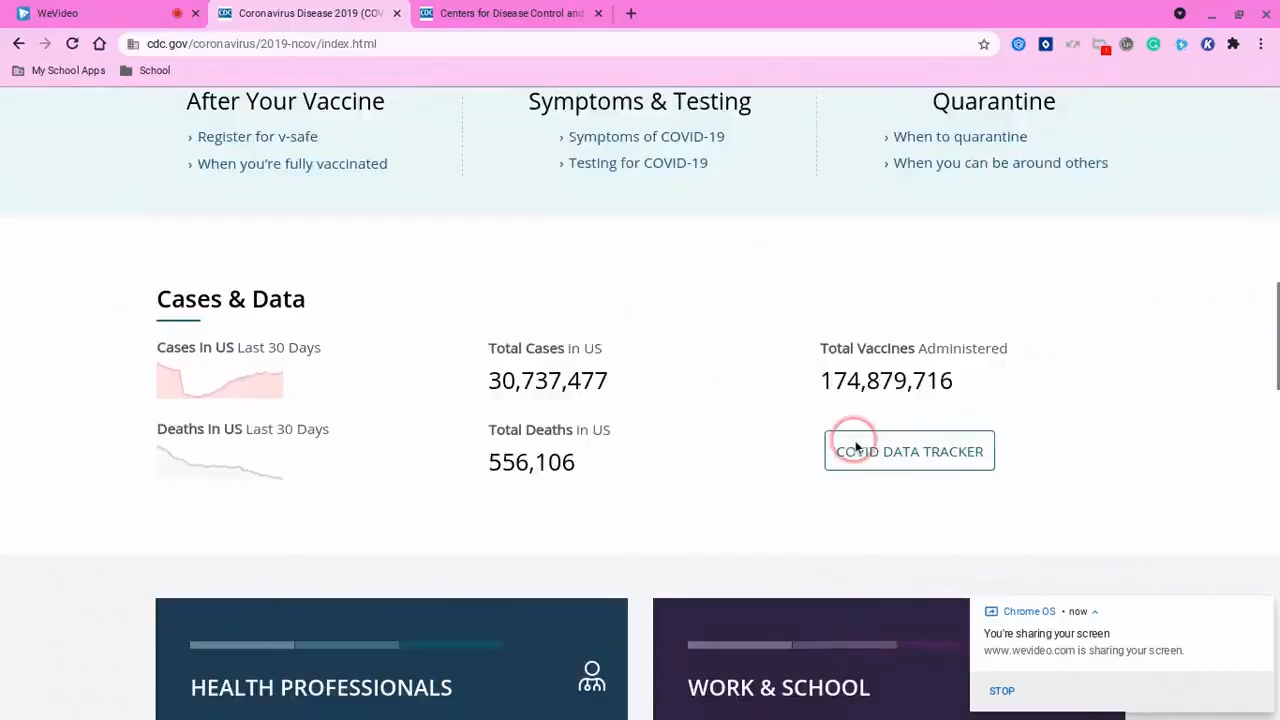 WeVideo
Coronavirus Disease 2019 (COV
CDC Centers for Disease Control and
cdc.gov/coronavirus/2019-ncov/index.html
My School Apps
School
After Your Vaccine
Symptoms & Testing
Quarantine
› Register for v-safe
› Symptoms of COVID-19
› When to quarantine
› When you're fully vaccinated
› Testing for COVID-19
› When you can be around others
Cases & Data
Cases in US Last 30 Days
Total Cases in US
Total Vaccines Administered
30,737,477
174,879,716
Deaths in US Last 30 Days
Total Deaths in US
COVID DATA TRACKER
556,106
Chrome OS • now
You're sharing your screen
www.wevideo.com is sharing your screen.
HEALTH PROFESSIONALS
WORK & SCHOOL
STOP